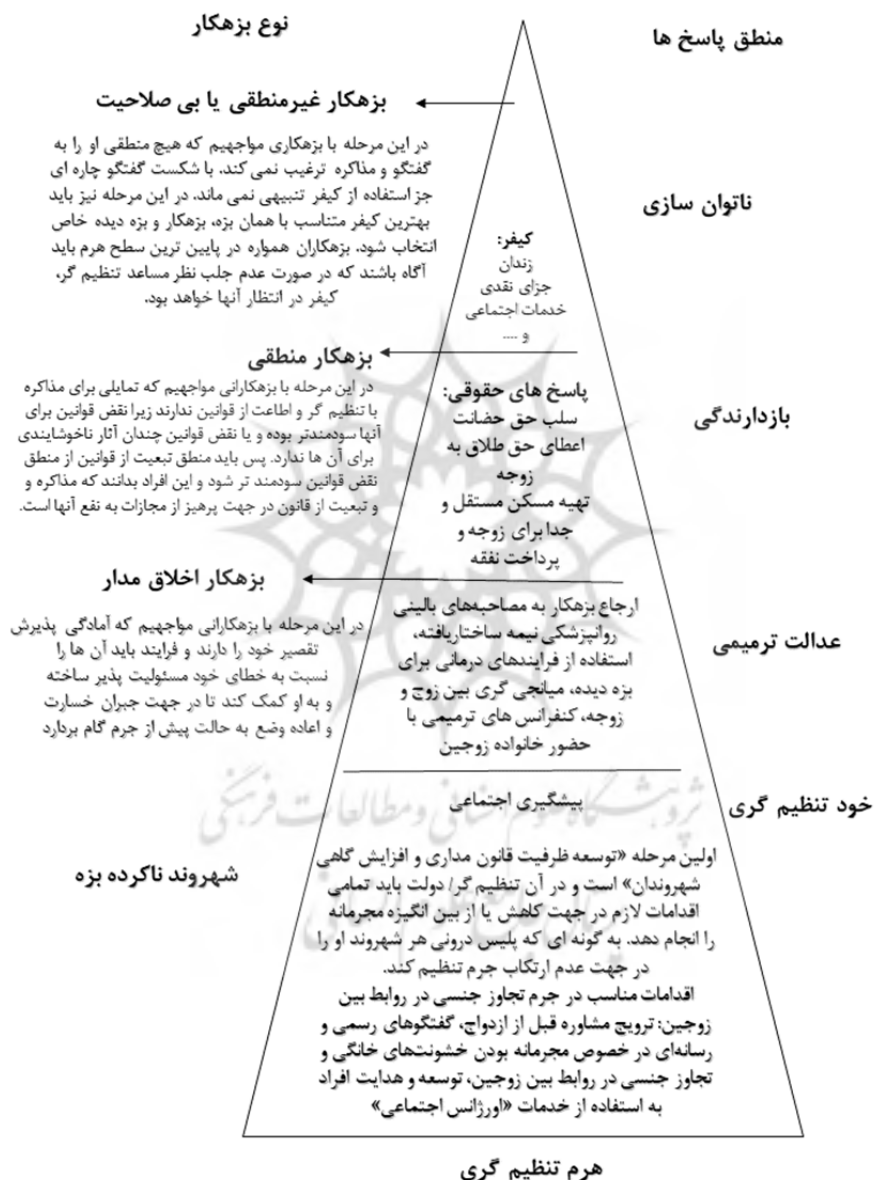 نوع بزهکار
منطق پاسخ ها
بزهکار غیرمنطقی یا بی صلاحیت
در این مرحله با بزهکاری مواجهیم که هیچ منطقی او را به
گفتگو و مذاکره ترغیب نمی کند. با شکست گفتگو چاره ای
جز استفاده از کیفر تنبیهی نمی ماند. در این مرحله نیز باید
بهترین کیفر متناسب با همان بزه، بزهکار و بزه دیده خاص
انتخاب شود. بزهکاران همواره در پایین ترین سطح هرم باید
آگاه باشند که در صورت عدم جلب نظر مساعد تنظیم گر،
کیفر در انتظار آنها خواهد بود.
ناتوان سازی
کیفر:
زندان
جزای نقدی
خدمات اجتماعی
و ....
بزهکار منطقی
در این مرحله با بزهکارانی مواجهیم که تمایلی برای مذاکره
با تنظیم گر و اطاعت از قوانین ندارند زیرا نقض قوانین برای
آنها سودمندتر بوده و یا نقض قوانین چندان آثار ناخوشایندی
برای آن ها ندارد. پس باید منطق تبعیت از قوانین از منطق
نقض قوانین سودمند تر شود و این افراد بدانند که مذاکره و
و تبعیت از قانون در جهت پرهیز از مجازات به نفع آنها است.
بازدارندگی
پاسخ های حقوقی:
سلب حق حضانت
اعطای حق طلاق به
زوجه
تهیه مسکن مستقل و
جدا برای زوجه و
پرداخت نفقه
بزهکار اخلاق مدار
در این مرحله با بزهکارانی مواجهیم که آمادگی پذیرش
تقصیر خود را دارند و فرایند باید آن ها را
نسبت به خطای خود مسئولیت پذیر ساخته
و به او کمک کند تا در جهت جبران خسارت
و اعاده وضع به حالت پیش از جرم گام بردارد
عدالت ترمیمی
ارجاع بزهکار به مصاحبه‌های بالینی
روانپزشکی نیمه ساختاریافته،
استفاده از فرایندهای درمانی برای
بزه دیده، میانجی گری بین زوج و
زوجه، کنفرانس های ترمیمی با
حضور خانواده زوجین
خود تنظیم گری
پیشگیری اجتماعی
پژوهشگاه علوم انسانی و مطالعات فرهنگی
شهروند ناکرده بزه
اولین مرحله «توسعه ظرفیت قانون مداری و افزایش گاهی
شهروندان» است و در آن تنظیم گر/ دولت باید تمامی
اقدامات لازم در جهت کاهش یا از بین انگیزه مجرمانه
را انجام دهد. به گونه ای که پلیس درونی هر شهروند او را
در جهت عدم ارتکاب جرم تنظیم کند.
پرتال جامع علوم انسانی
اقدامات مناسب در جرم تجاوز جنسی در روابط بین
زوجین: ترویج مشاوره قبل از ازدواج، گفتگوهای رسمی و
رسانه‌ای در خصوص مجرمانه بودن خشونت‌های خانگی و
تجاوز جنسی در روابط بین زوجین، توسعه و هدایت افراد
به استفاده از خدمات «اورژانس اجتماعی»
هرم تنظیم گری